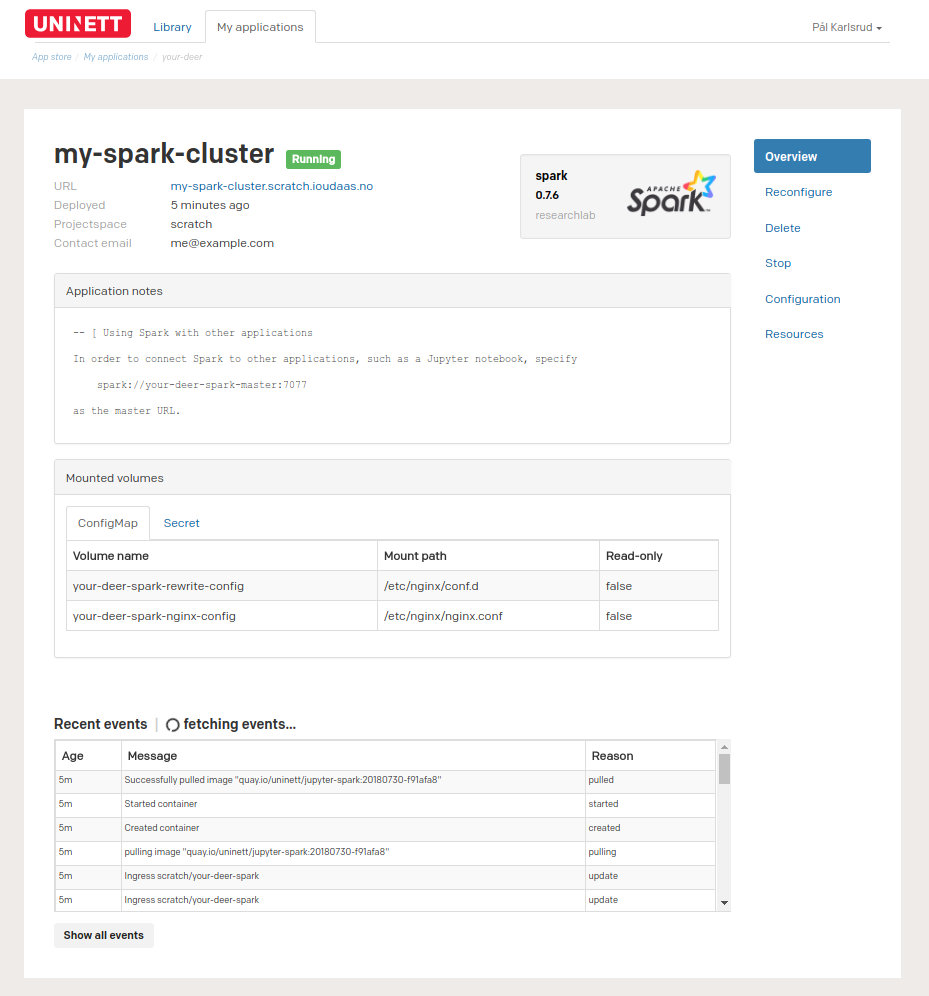 UNINETT
Library
My applications
Pål Karlsrud
App store / My applications / your-deer
my-spark-cluster Running
URL my-spark-cluster.scratch.ioudaas.no
Deployed 5 minutes ago
Projectspace scratch
Contact email me@example.com
spark
0.7.6
researchlab
APACHE
Spark
Overview
Reconfigure
Delete
Stop
Configuration
Resources
Application notes
-- [ Using Spark with other applications
In order to connect Spark to other applications, such as a Jupyter notebook, specify
spark://your-deer-spark-master:7077
as the master URL.
Mounted volumes
ConfigMap Secret
Volume name Mount path Read-only
your-deer-spark-rewrite-config /etc/nginx/conf.d false
your-deer-spark-nginx-config /etc/nginx/nginx.conf false
Recent events | fetching events...
Age Message Reason
5m Successfully pulled image "quay.io/uninett/jupyter-spark:20180730-f91afa8" pulled
5m Started container started
5m Created container created
5m pulling image "quay.io/uninett/jupyter-spark:20180730-f91afa8" pulling
5m Ingress scratch/your-deer-spark update
5m Ingress scratch/your-deer-spark update
Show all events